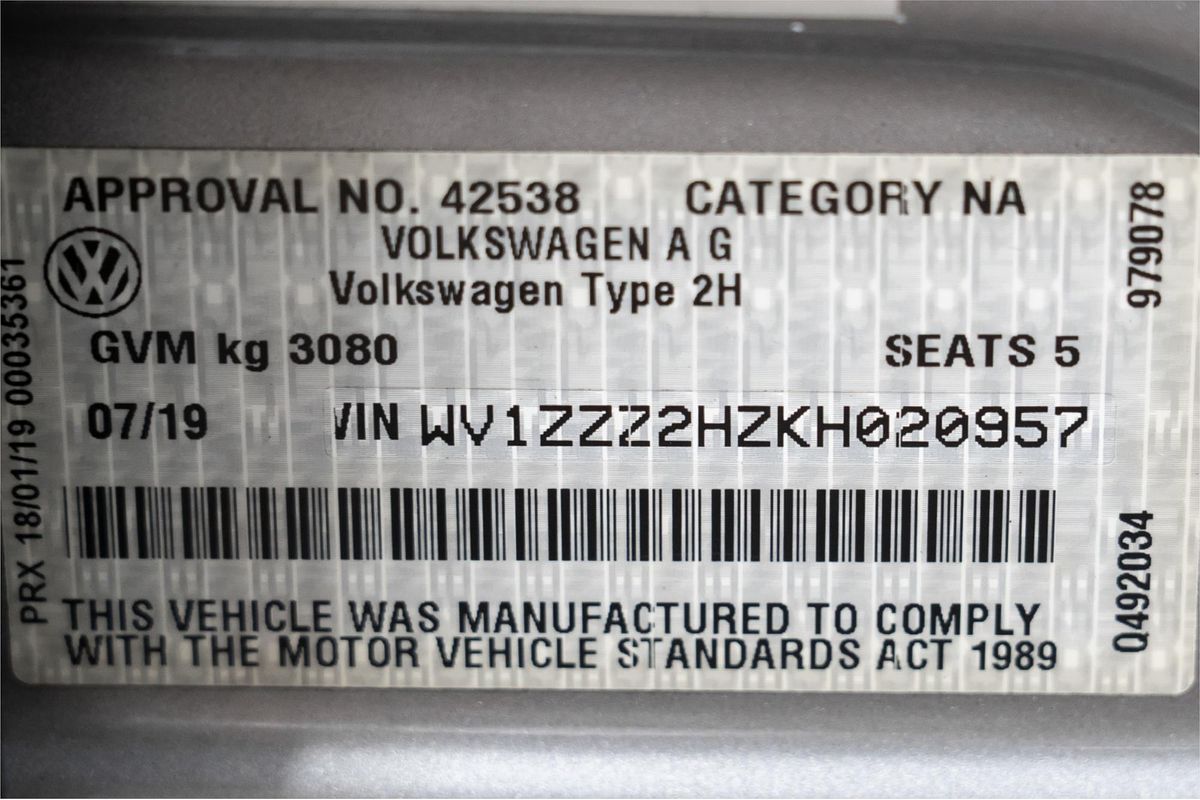 APPROVAL NO. 42538 CATEGORY NA
VOLKSWAGEN A G
Volkswagen Type 2H
GVM kg 3080 SEATS 5
07/19 VIN WV1ZZZ2HZKH020957
THIS VEHICLE WAS MANUFACTURED TO COMPLY
WITH THE MOTOR VEHICLE STANDARDS ACT 1989
PRX 18/01/19 00035361
9790078
Q492034